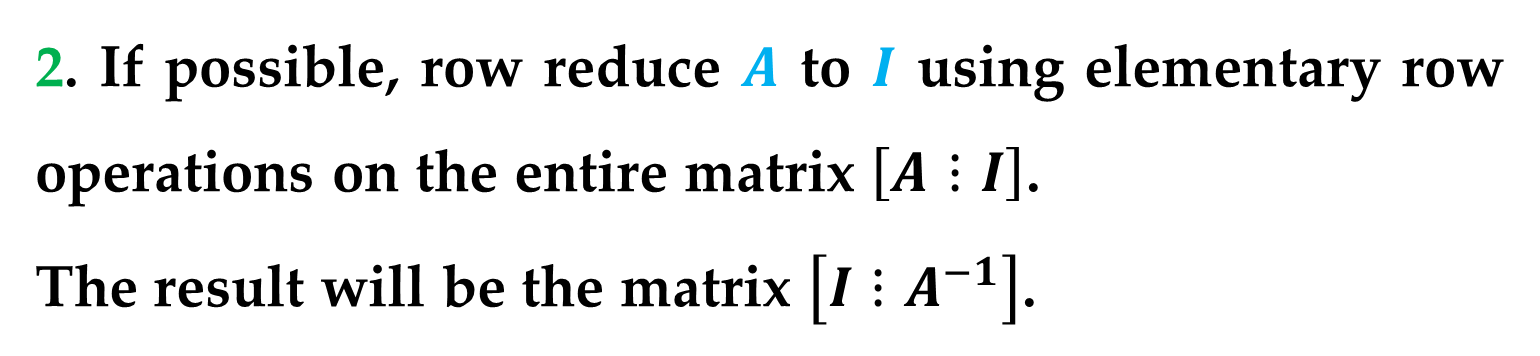 2. If possible, row reduce A to I using elementary row
operations on the entire matrix [A ⋮ I].
The result will be the matrix [I ⋮ A⁻¹].